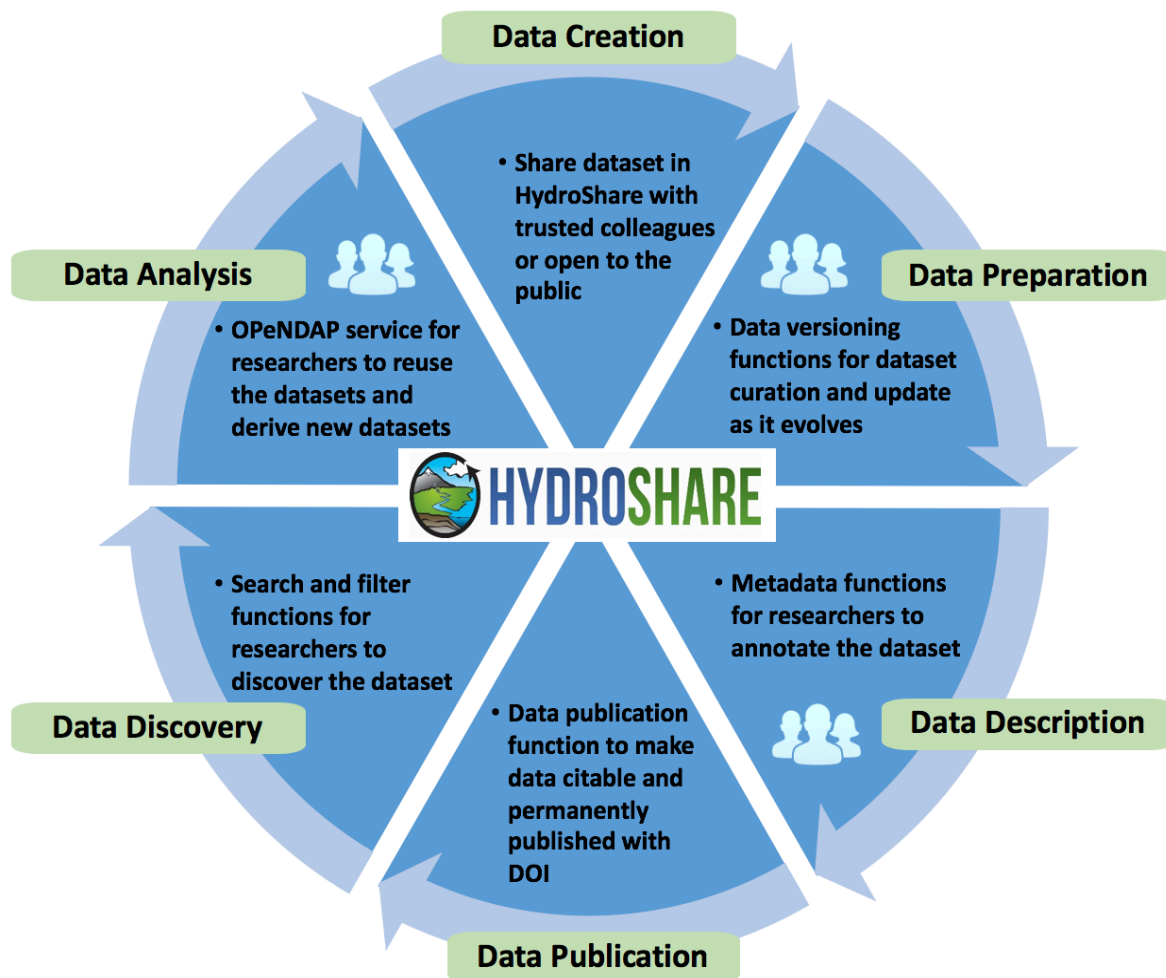 Data Creation
• Share dataset in
HydroShare with
trusted colleagues
or open to the
public
Data Preparation
• Data versioning
functions for dataset
curation and update
as it evolves
Data Description
• Metadata functions
for researchers to
annotate the dataset
Data Publication
• Data publication
function to make
data citable and
permanently
published with
DOI
Data Discovery
• Search and filter
functions for
researchers to
discover the dataset
Data Analysis
• OPeNDAP service for
researchers to reuse
the datasets and
derive new datasets
HYDROSHARE